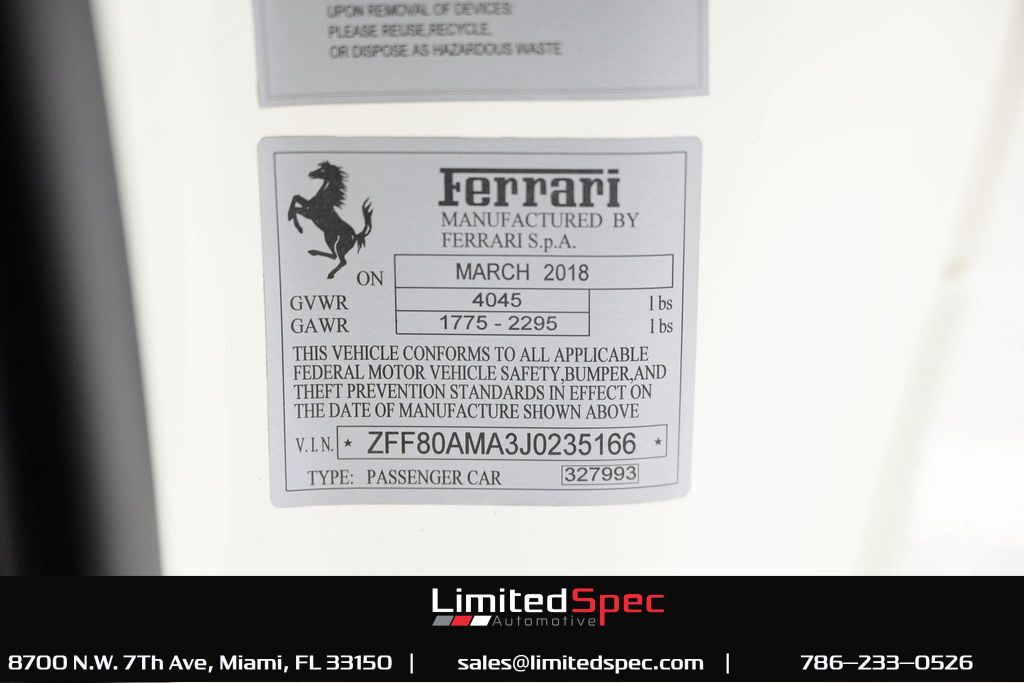 UPON REMOVAL OF DEVICES:
PLEASE REUSE,RECYCLE,
OR DISPOSE AS HAZARDOUS WASTE
Ferrari
MANUFACTURED BY
FERRARI S.p.A.
ON MARCH 2018
GVWR 4045 lbs
GAWR 1775 - 2295 lbs
THIS VEHICLE CONFORMS TO ALL APPLICABLE
FEDERAL MOTOR VEHICLE SAFETY,BUMPER,AND
THEFT PREVENTION STANDARDS IN EFFECT ON
THE DATE OF MANUFACTURE SHOWN ABOVE
V.I.N. * ZFF80AMA3J0235166 *
TYPE: PASSENGER CAR 327993
LimitedSpec
Automotive
8700 N.W. 7Th Ave, Miami, FL 33150 | sales@limitedspec.com | 786-233-0526